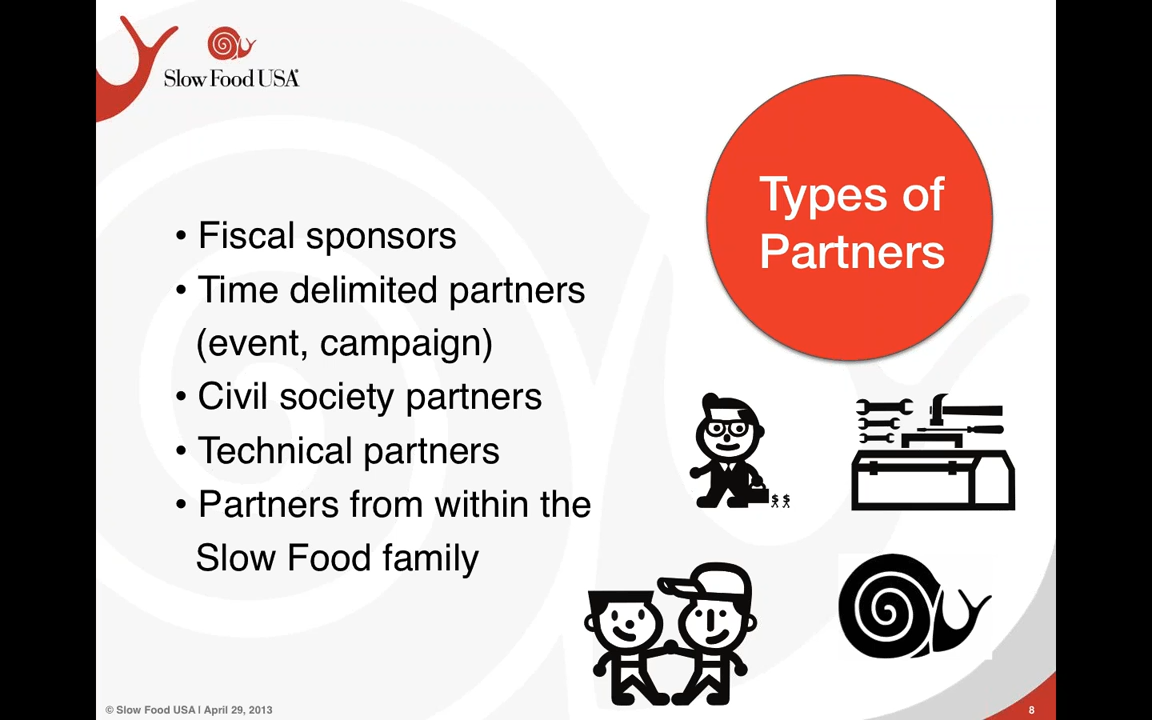 Slow Food USA®
Types of
Partners
• Fiscal sponsors
• Time delimited partners
(event, campaign)
• Civil society partners
• Technical partners
• Partners from within the
Slow Food family
$ $
© Slow Food USA | April 29, 2013
8